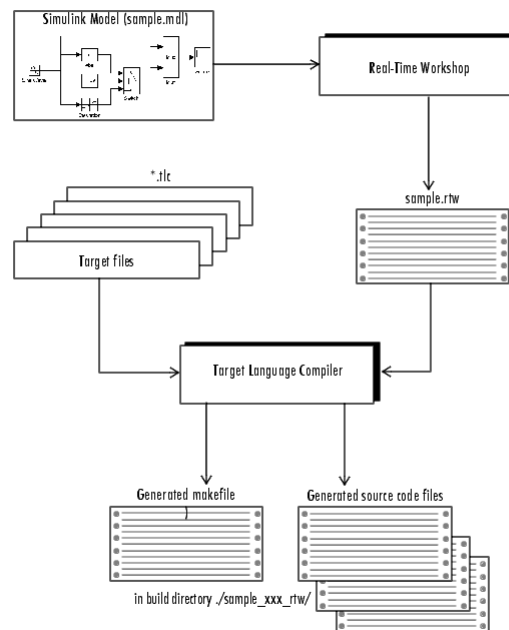 Simulink Model (sample.mdl)
Real-Time Workshop
*.tlc
sample.rtw
Target files
Target Language Compiler
Generated makefile
Generated source code files
in build directory ./sample_xxx_rtw/